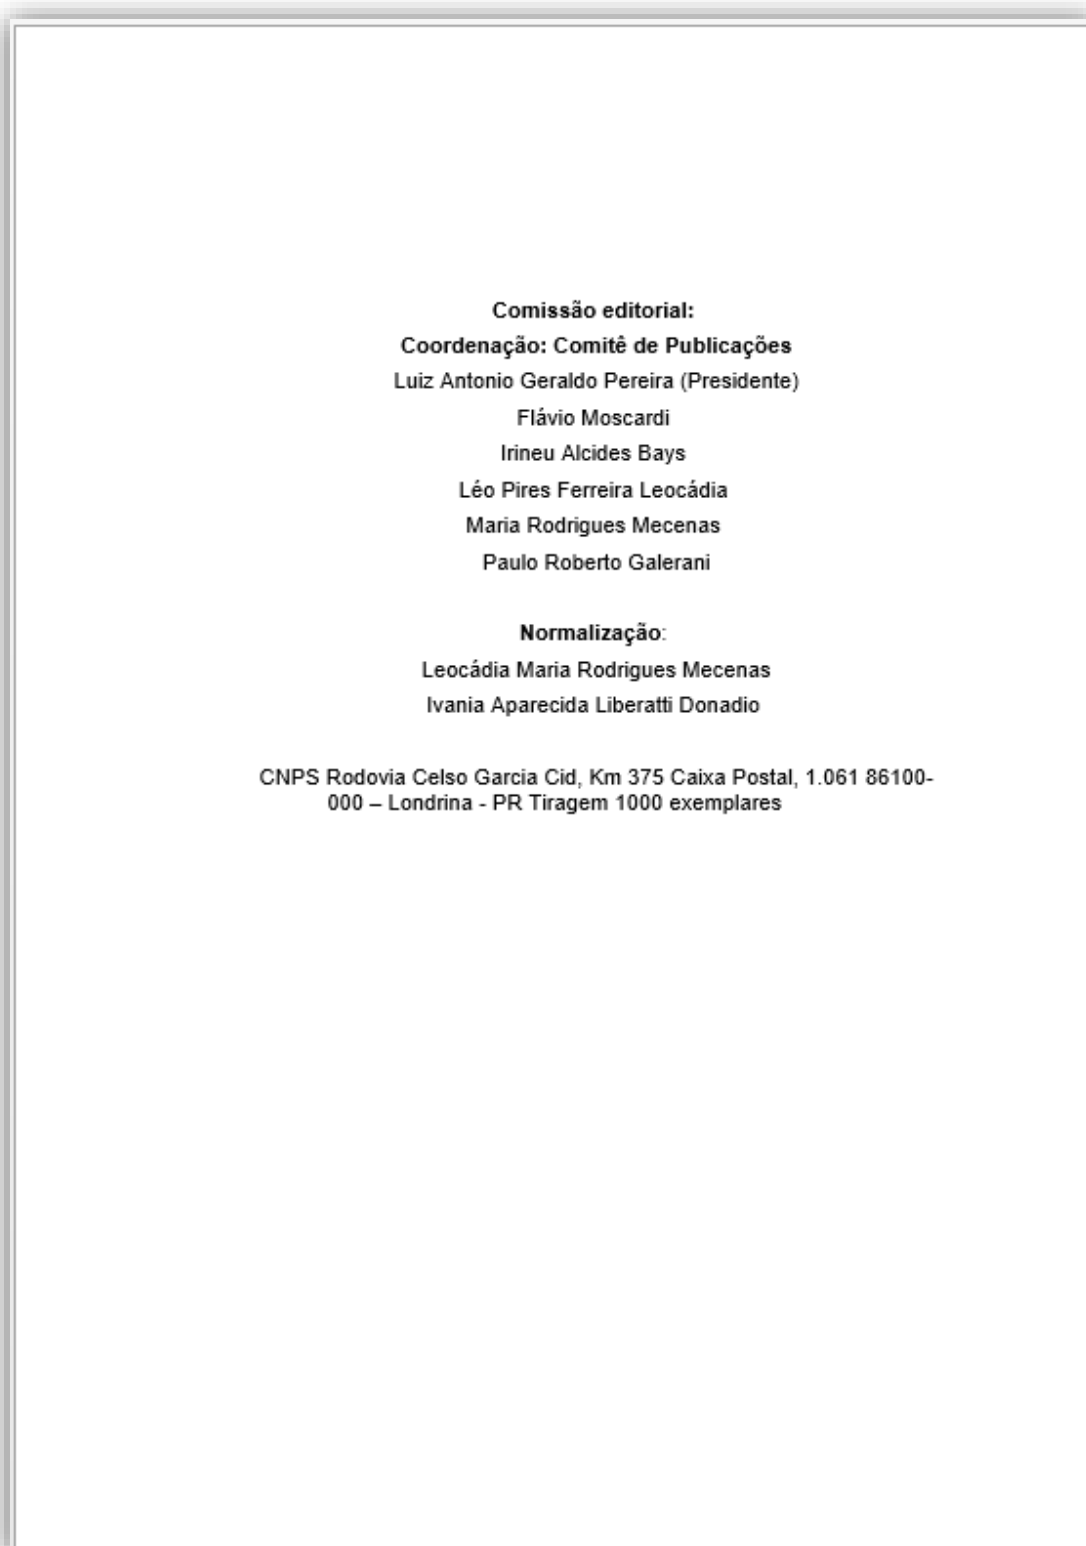 Comissão editorial:
Coordenação: Comitê de Publicações
Luiz Antonio Geraldo Pereira (Presidente)
Flávio Moscardi
Irineu Alcides Bays
Léo Pires Ferreira Leocádia
Maria Rodrigues Mecenas
Paulo Roberto Galerani
Normalização:
Leocádia Maria Rodrigues Mecenas
Ivania Aparecida Liberatti Donadio
CNPS Rodovia Celso Garcia Cid, Km 375 Caixa Postal, 1.061 86100-
000 – Londrina - PR Tiragem 1000 exemplares